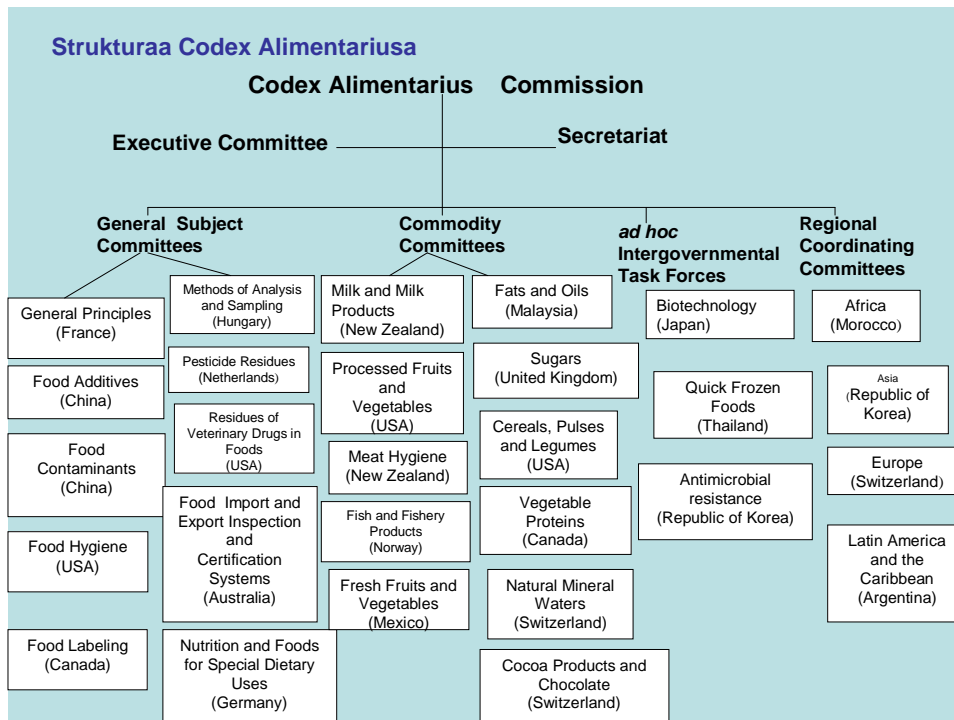 Strukturaa Codex Alimentariusa
Codex Alimentarius Commission
Executive Committee
Secretariat
General Subject
Committees
Commodity
Committees
ad hoc
Intergovernmental
Task Forces
Regional
Coordinating
Committees
General Principles
(France)
Food Additives
(China)
Food
Contaminants
(China)
Food Hygiene
(USA)
Food Labeling
(Canada)
Methods of Analysis
and Sampling
(Hungary)
Pesticide Residues
(Netherlands)
Residues of
Veterinary Drugs in
Foods
(USA)
Food Import and
Export Inspection
and
Certification
Systems
(Australia)
Nutrition and Foods
for Special Dietary
Uses
(Germany)
Milk and Milk
Products
(New Zealand)
Processed Fruits
and
Vegetables
(USA)
Meat Hygiene
(New Zealand)
Fish and Fishery
Products
(Norway)
Fresh Fruits and
Vegetables
(Mexico)
Fats and Oils
(Malaysia)
Sugars
(United Kingdom)
Cereals, Pulses
and Legumes
(USA)
Vegetable
Proteins
(Canada)
Natural Mineral
Waters
(Switzerland)
Cocoa Products and
Chocolate
(Switzerland)
Biotechnology
(Japan)
Quick Frozen
Foods
(Thailand)
Antimicrobial
resistance
(Republic of Korea)
Africa
(Morocco)
Asia
(Republic of
Korea)
Europe
(Switzerland)
Latin America
and the
Caribbean
(Argentina)